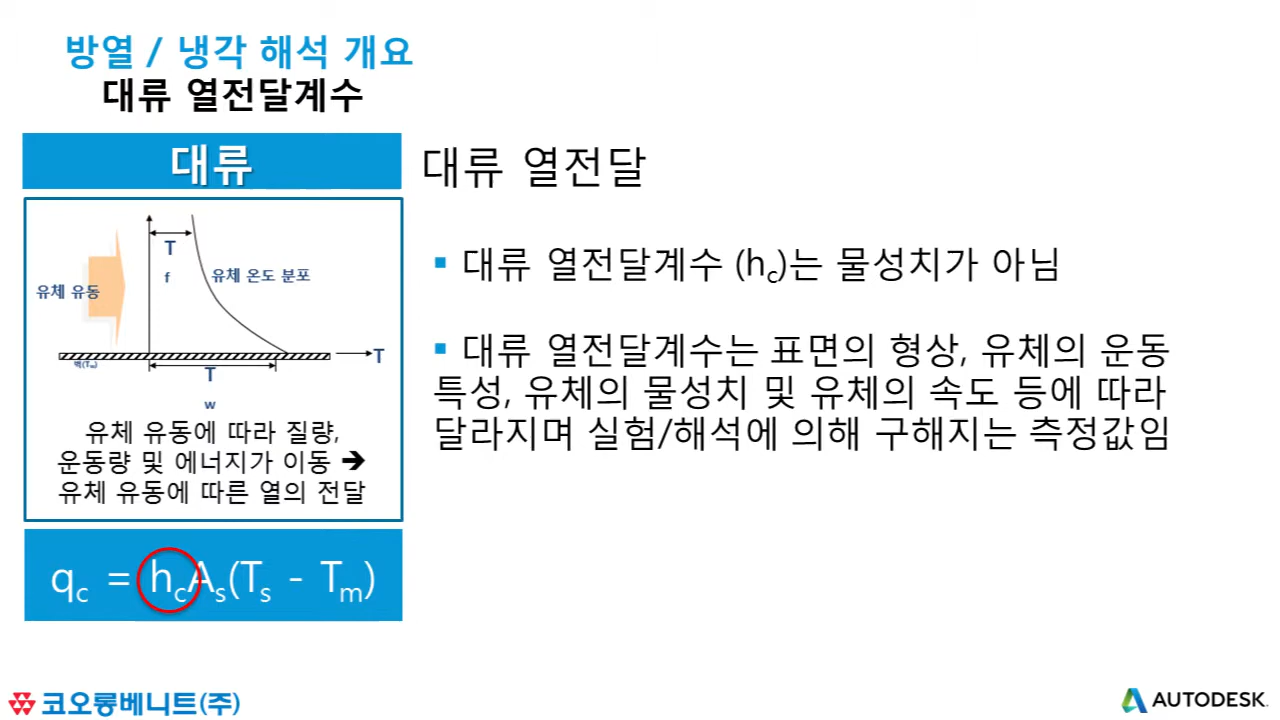 방열 / 냉각 해석 개요
대류 열전달계수
대류
T
f
유체 온도 분포
유체 유동
벽(Tw)
T
T
w
유체 유동에 따라 질량,
운동량 및 에너지가 이동 ➔
유체 유동에 따른 열의 전달
qc = hcAs(Ts - Tm)
대류 열전달
▪ 대류 열전달계수 (hc)는 물성치가 아님
▪ 대류 열전달계수는 표면의 형상, 유체의 운동
특성, 유체의 물성치 및 유체의 속도 등에 따라
달라지며 실험/해석에 의해 구해지는 측정값임
코오롱베니트(주)
AUTODESK.